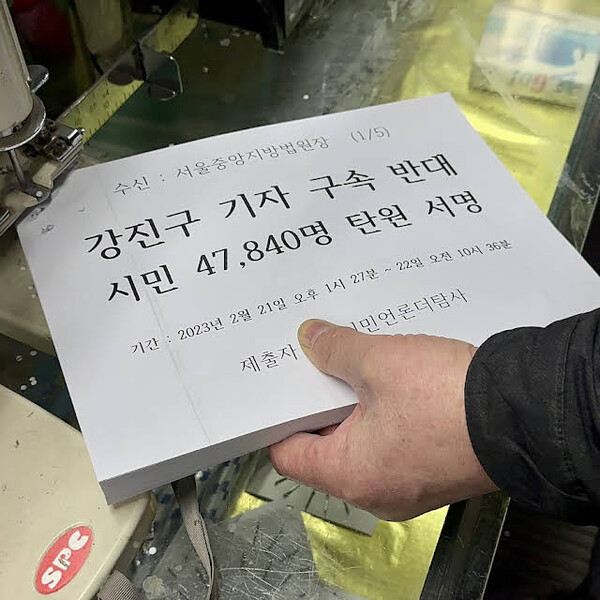 수신 : 서울중앙지방법원장 (1/5)
강진구 기자 구속 반대
시민 47,840명 탄원 서명
기간 : 2023년 2월 21일 오후 1시 27분 ~ 22일 오전 10시 36분
제출자 시민언론더탐사
SPC